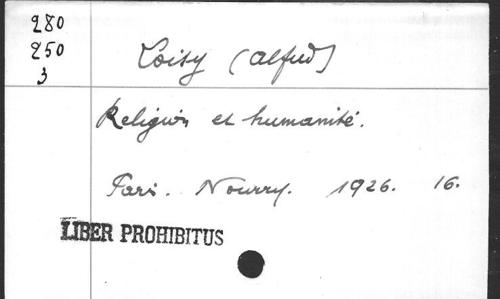 280
250
3
Loisy (Alfred)
Religion et humanité.
Paris. Nourry. 1926. 16.
LIBER PROHIBITUS